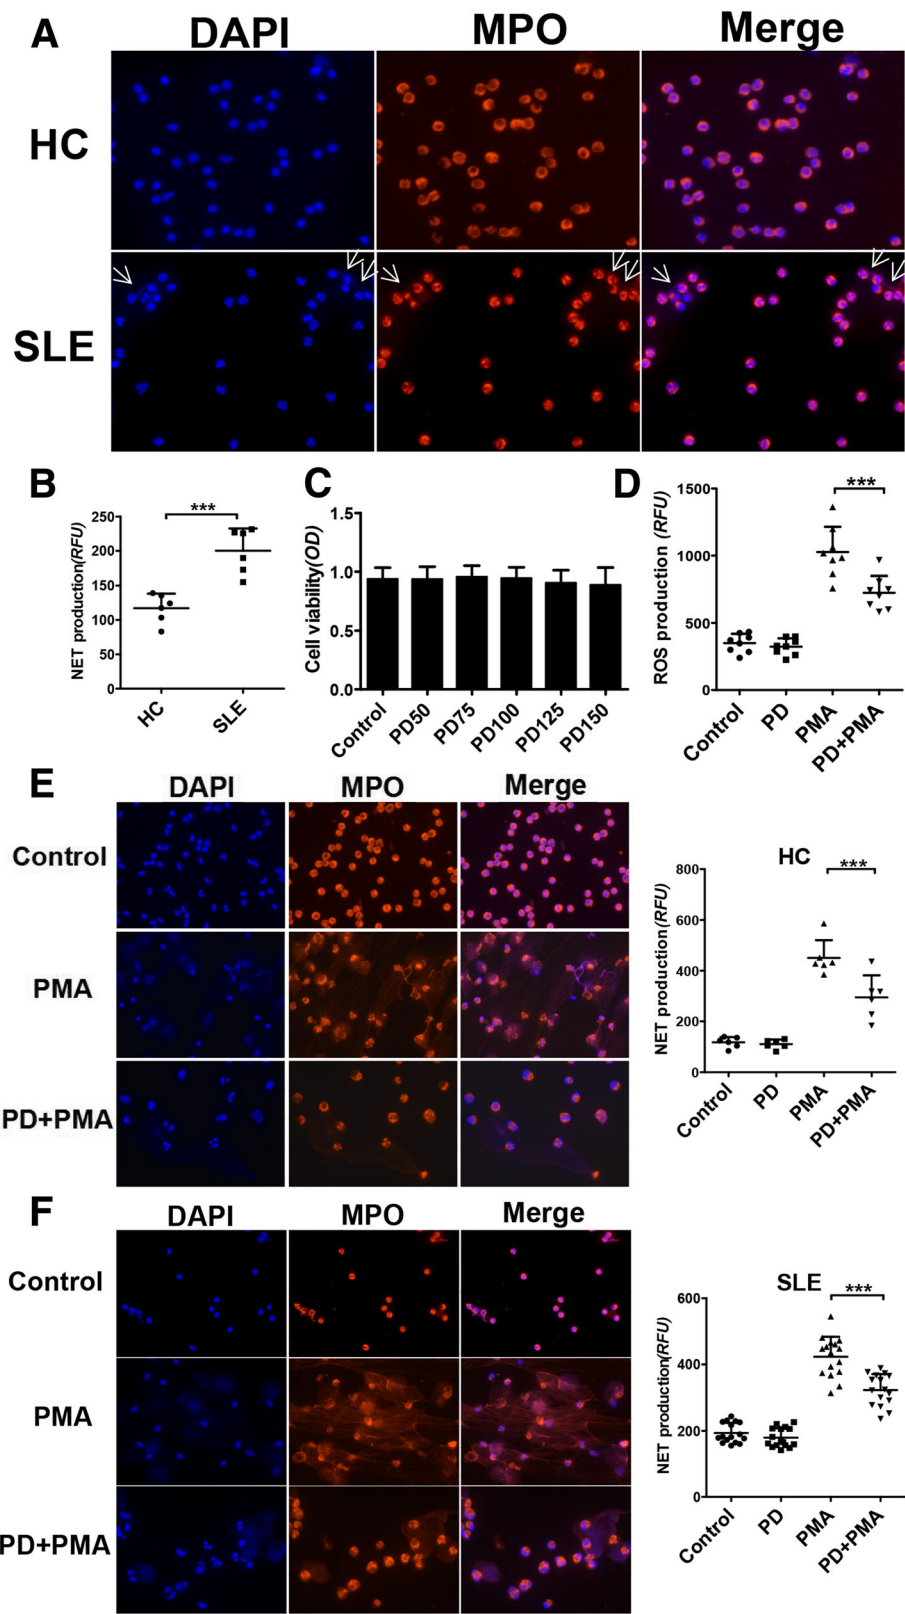 A
DAPI MPO Merge
HC
SLE
B
NET production(RFU)
250
200
150
100
50
0
***
HC SLE
C
Cell viability(OD)
1.5
1.0
0.5
0.0
Control PD50 PD75 PD100 PD125 PD150
D
ROS production (RFU)
1500
1000
500
0
***
Control PD PMA PD+PMA
E
DAPI MPO Merge
Control
PMA
PD+PMA
HC
NET production(RFU)
800
600
400
200
0
***
Control PD PMA PD+PMA
F
DAPI MPO Merge
Control
PMA
PD+PMA
SLE
NET production(RFU)
600
400
200
0
***
Control PD PMA PD+PMA